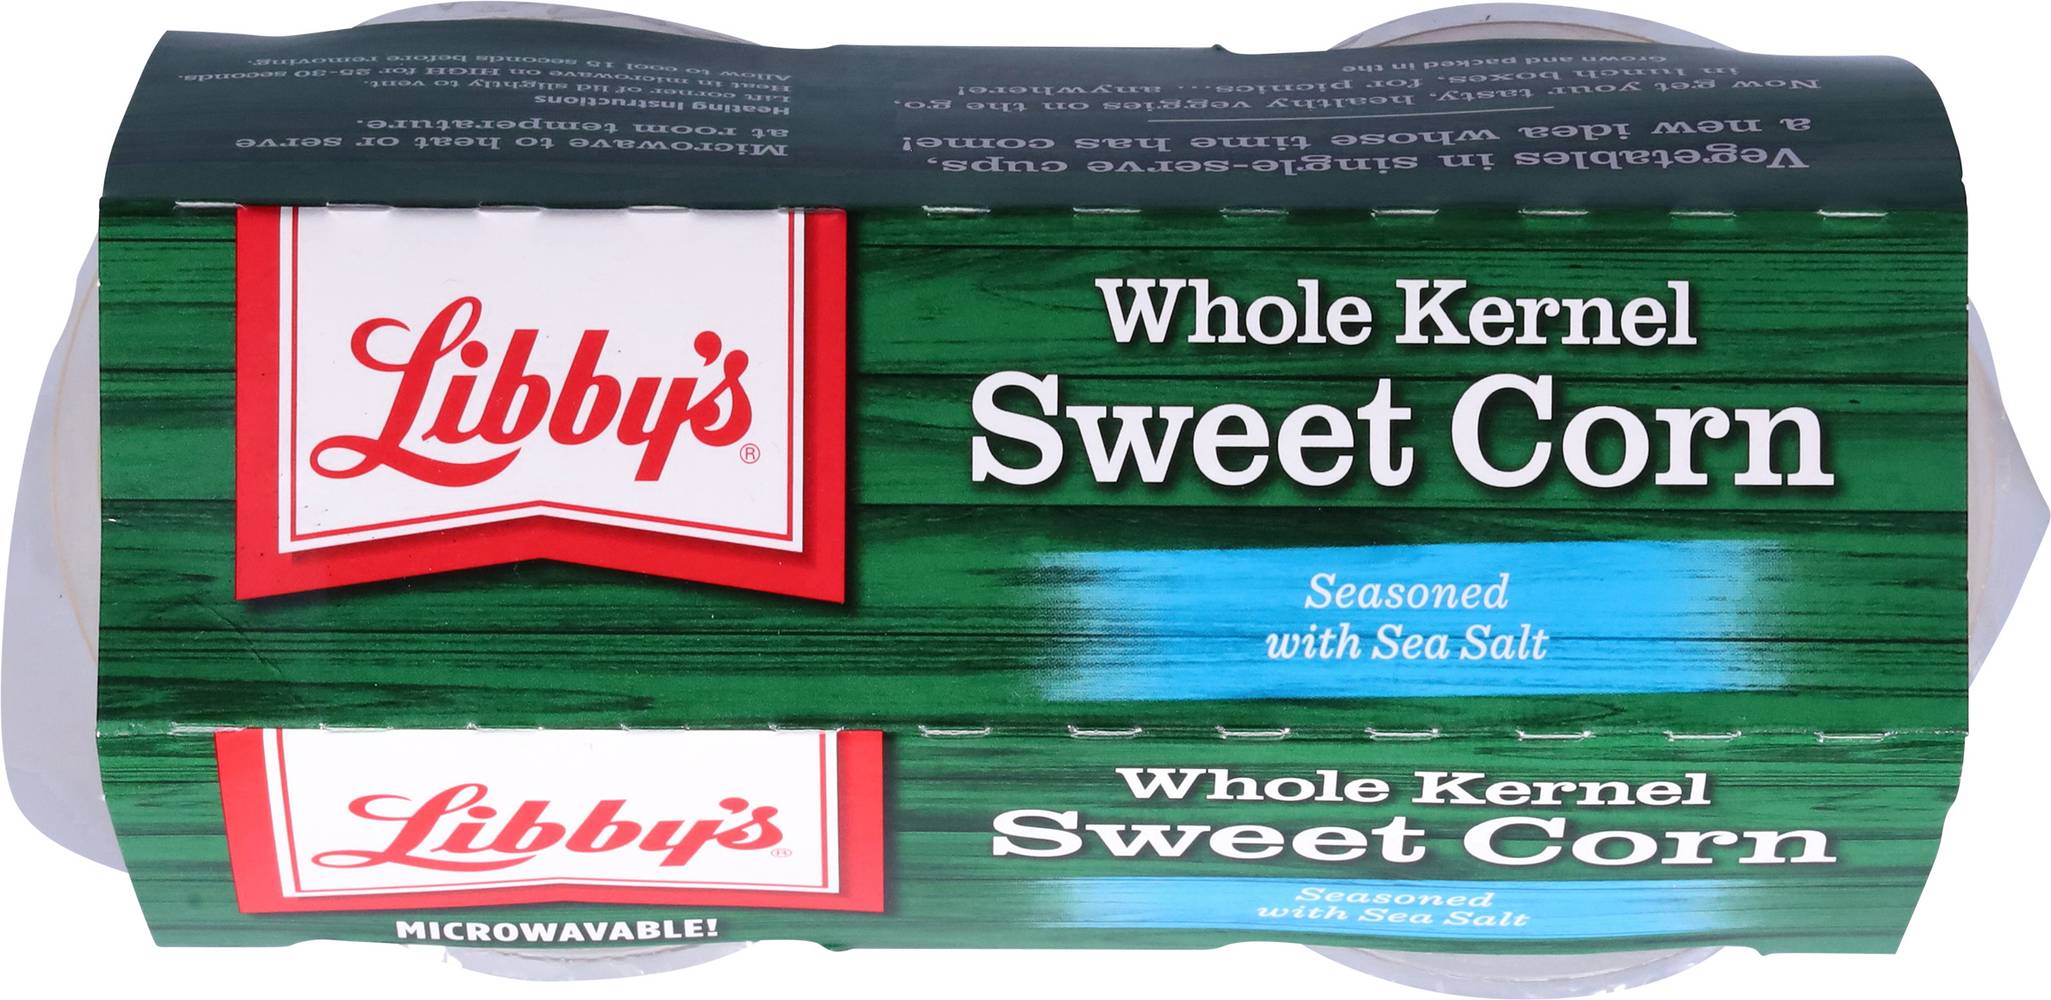 Microwave to heat or serve
at room temperature.
Heating Instructions
Lift corner of lid slightly to vent.
Heat in microwave on HIGH for 25-30 seconds.
Allow to cool 15 seconds before removing.
Vegetables in single-serve cups,
a new idea whose time has come!
Now get your tasty, healthy veggies on the go,
in lunch boxes, for picnics... anywhere!
Grown and packed in the
Libby's®
Whole Kernel
Sweet Corn
Seasoned
with Sea Salt
Libby's®
MICROWAVABLE!
Whole Kernel
Sweet Corn
Seasoned
with Sea Salt